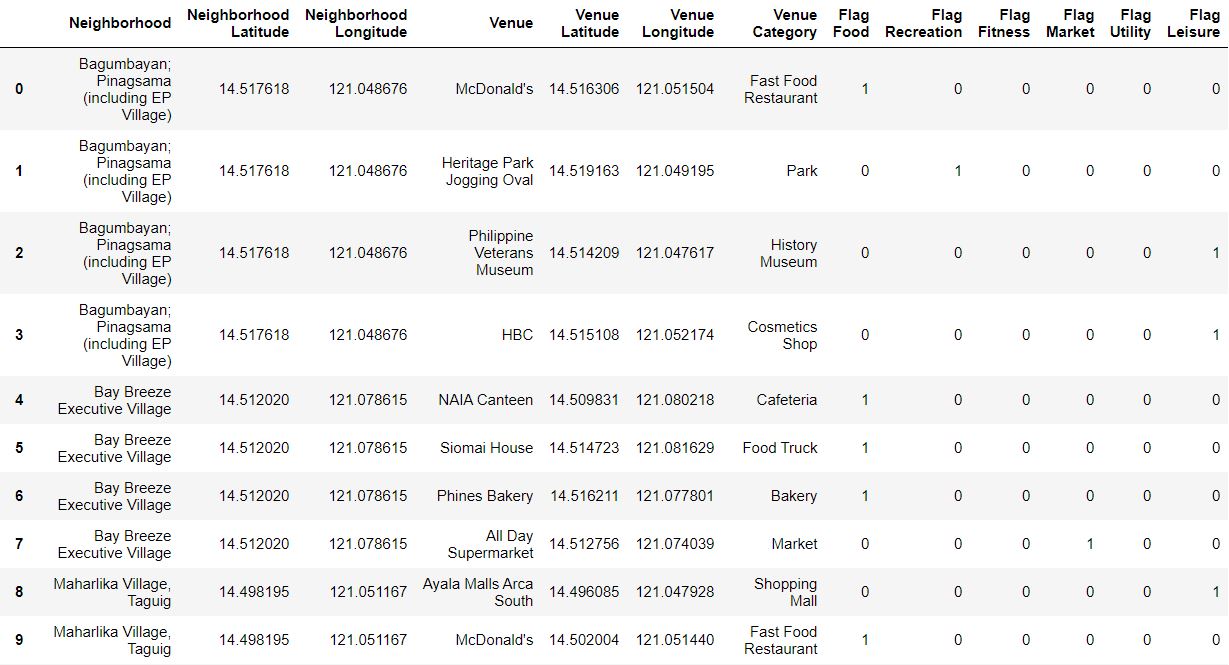 Neighborhood Neighborhood Latitude Neighborhood Longitude Venue Venue Latitude Venue Longitude Venue Category Flag Food Flag Recreation Flag Fitness Flag Market Flag Utility Flag Leisure
0 Bagumbayan; Pinagsama (including EP Village) 14.517618 121.048676 McDonald's 14.516306 121.051504 Fast Food Restaurant 1 0 0 0 0 0
1 Bagumbayan; Pinagsama (including EP Village) 14.517618 121.048676 Heritage Park Jogging Oval 14.519163 121.049195 Park 0 1 0 0 0 0
2 Bagumbayan; Pinagsama (including EP Village) 14.517618 121.048676 Philippine Veterans Museum 14.514209 121.047617 History Museum 0 0 0 0 0 1
3 Bagumbayan; Pinagsama (including EP Village) 14.517618 121.048676 HBC 14.515108 121.052174 Cosmetics Shop 0 0 0 0 0 1
4 Bay Breeze Executive Village 14.512020 121.078615 NAIA Canteen 14.509831 121.080218 Cafeteria 1 0 0 0 0 0
5 Bay Breeze Executive Village 14.512020 121.078615 Siomai House 14.514723 121.081629 Food Truck 1 0 0 0 0 0
6 Bay Breeze Executive Village 14.512020 121.078615 Phines Bakery 14.516211 121.077801 Bakery 1 0 0 0 0 0
7 Bay Breeze Executive Village 14.512020 121.078615 All Day Supermarket 14.512756 121.074039 Market 0 0 0 1 0 0
8 Maharlika Village, Taguig 14.498195 121.051167 Ayala Malls Arca South 14.496085 121.047928 Shopping Mall 0 0 0 0 0 1
9 Maharlika Village, Taguig 14.498195 121.051167 McDonald's 14.502004 121.051440 Fast Food Restaurant 1 0 0 0 0 0